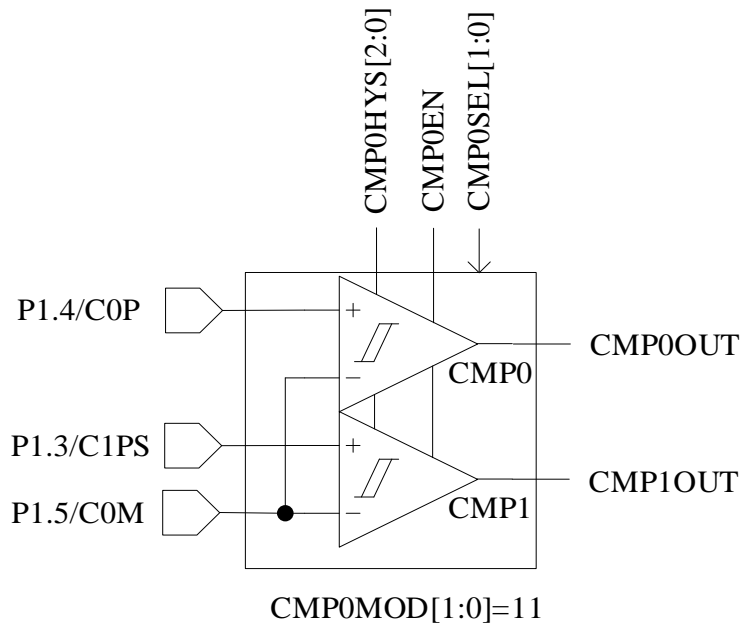 CMP0HYS[2:0]
CMP0EN
CMP0SEL[1:0]
P1.4/C0P
+
−
CMP0
CMP0OUT
P1.3/C1PS
+
P1.5/C0M
−
CMP1
CMP1OUT
CMP0MOD[1:0]=11